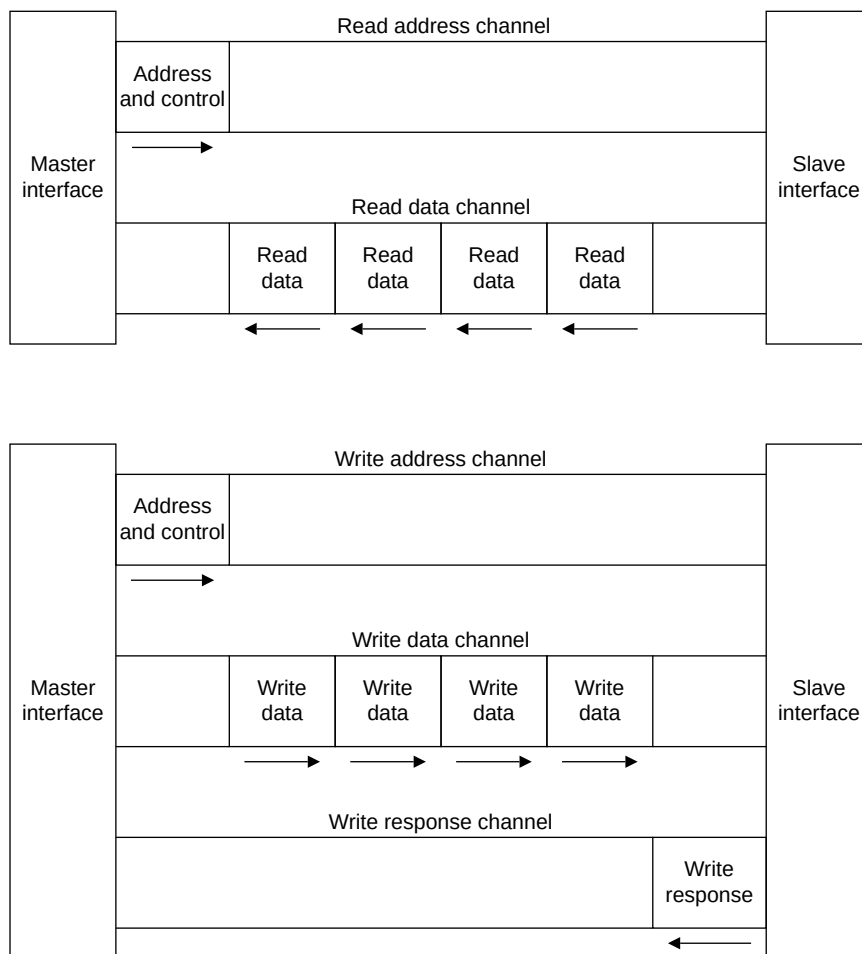 Read address channel
Address
and control
Master
interface
Slave
interface
Read data channel
Read
data
Read
data
Read
data
Read
data
Write address channel
Address
and control
Write data channel
Master
interface
Write
data
Write
data
Write
data
Write
data
Slave
interface
Write response channel
Write
response